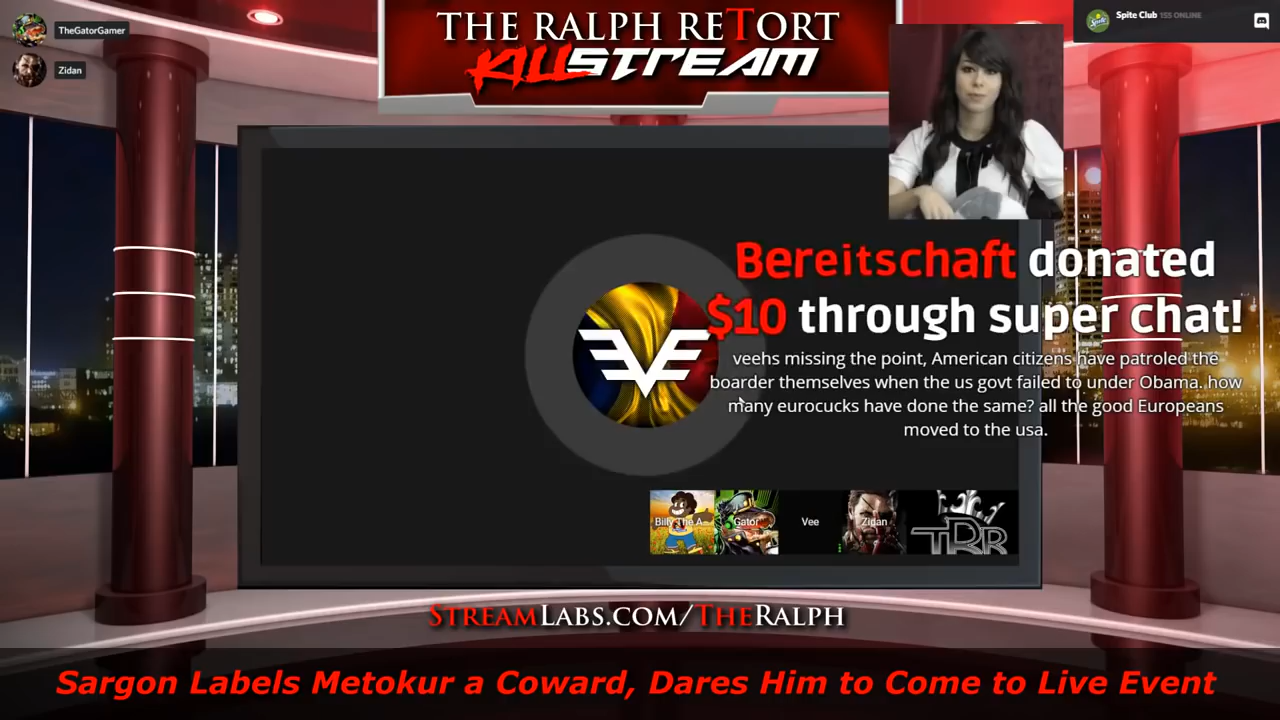 TheGatorGamer
Zidan
THE RALPH RETORT
KILLSTREAM
Spite Club 155 ONLINE
Spite
Bereitschaft donated
$10 through super chat!
veehs missing the point, American citizens have patroled the
boarder themselves when the us govt failed to under Obama. how
many eurocucks have done the same? all the good Europeans
moved to the usa.
Billy The A...
Gator
Vee
Zidan
TRR
STREAMLABS.COM/THERALPH
Sargon Labels Metokur a Coward, Dares Him to Come to Live Event